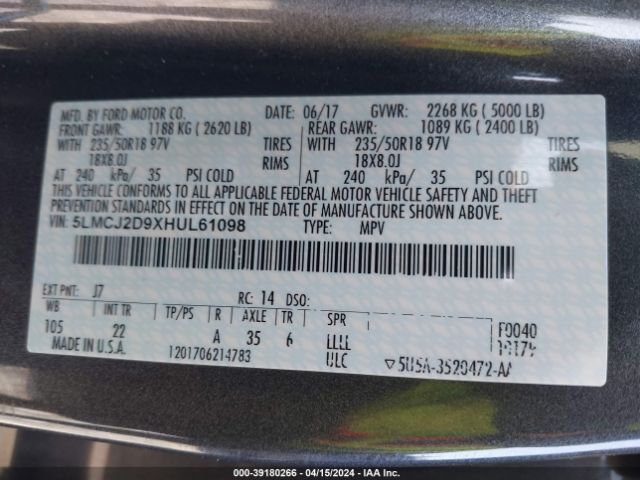 MFD. BY FORD MOTOR CO. DATE: 06/17 GVWR: 2268 KG ( 5000 LB)
FRONT GAWR: 1188 KG ( 2620 LB) REAR GAWR: 1089 KG ( 2400 LB)
WITH 235/50R18 97V TIRES WITH 235/50R18 97V TIRES
18X8.0J RIMS 18X8.0J RIMS
AT 240 kPa/ 35 PSI COLD AT 240 kPa/ 35 PSI COLD
THIS VEHICLE CONFORMS TO ALL APPLICABLE FEDERAL MOTOR VEHICLE SAFETY AND THEFT
PREVENTION STANDARDS IN EFFECT ON THE DATE OF MANUFACTURE SHOWN ABOVE.
VIN: 5LMCJ2D9XHUL61098 TYPE: MPV
EXT PNT: J7 RC: 14 DSO:
WB INT TR TP/PS R AXLE TR SPR
105 22 A 35 6 LLLL F0040
MADE IN U.S.A. 1201706214783 ULC
▽5U5A-3520472-AA
000-39180266 - 04/15/2024 - IAA Inc.